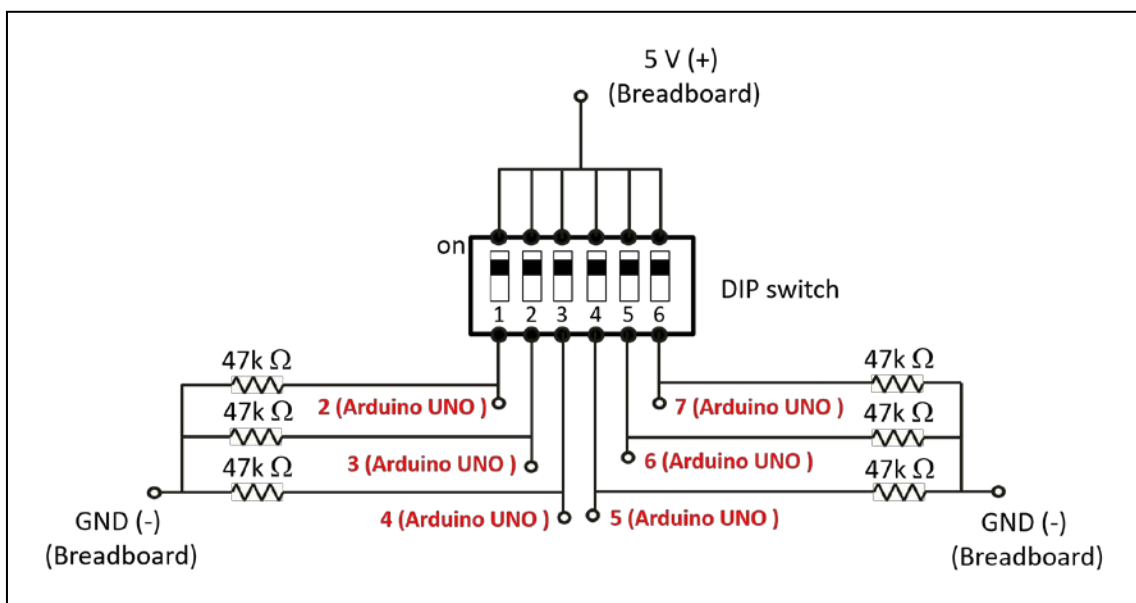 5 V (+)
(Breadboard)
on
DIP switch
1 2 3 4 5 6
47k Ω
47k Ω
2 (Arduino UNO )
7 (Arduino UNO )
47k Ω
47k Ω
3 (Arduino UNO )
6 (Arduino UNO )
47k Ω
47k Ω
4 (Arduino UNO )
5 (Arduino UNO )
GND (-)
(Breadboard)
GND (-)
(Breadboard)